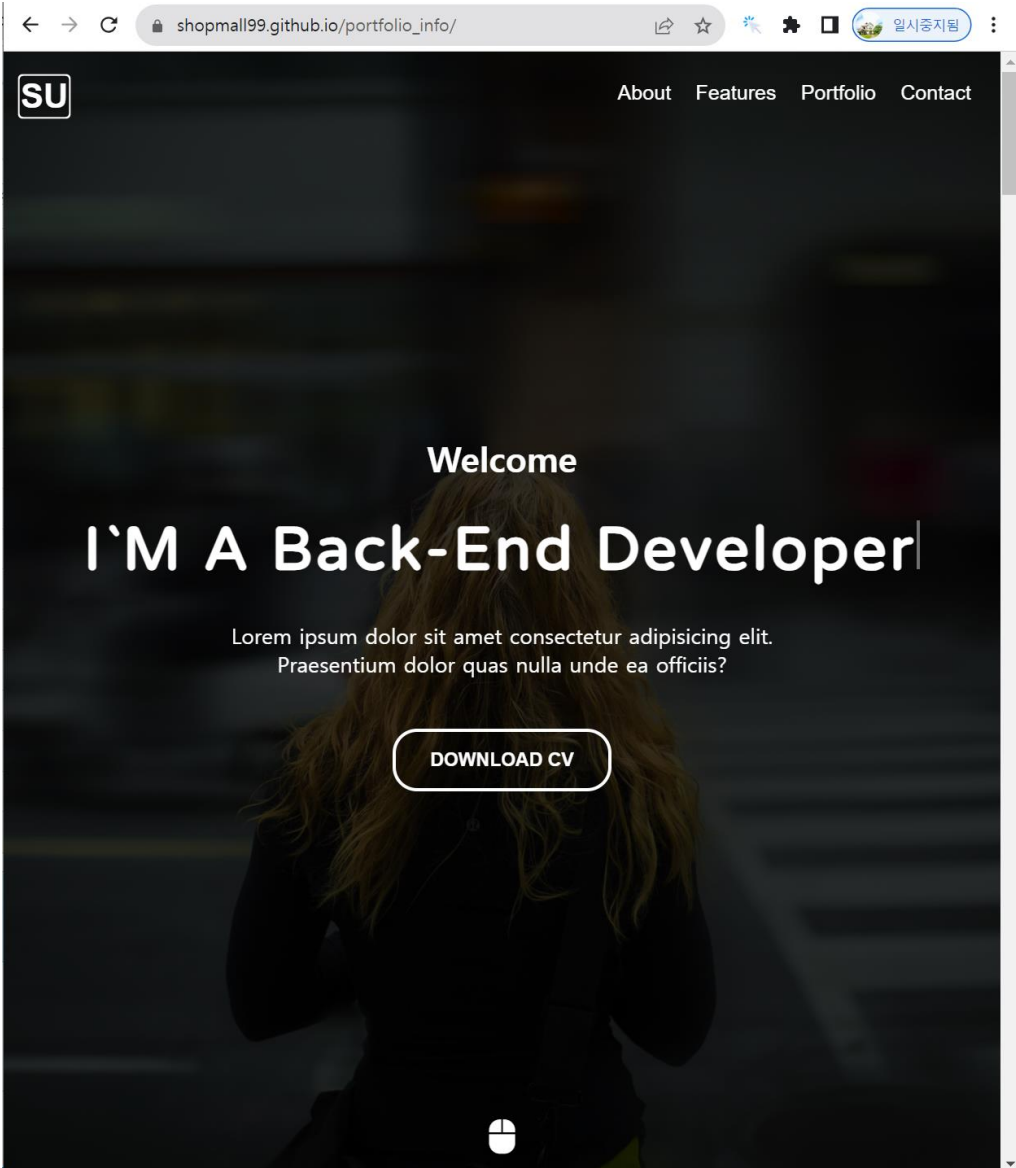 shopmall99.github.io/portfolio_info/
일시중지됨
SU
About Features Portfolio Contact
Welcome
I`M A Back-End Developer
Lorem ipsum dolor sit amet consectetur adipisicing elit.
Praesentium dolor quas nulla unde ea officiis?
DOWNLOAD CV